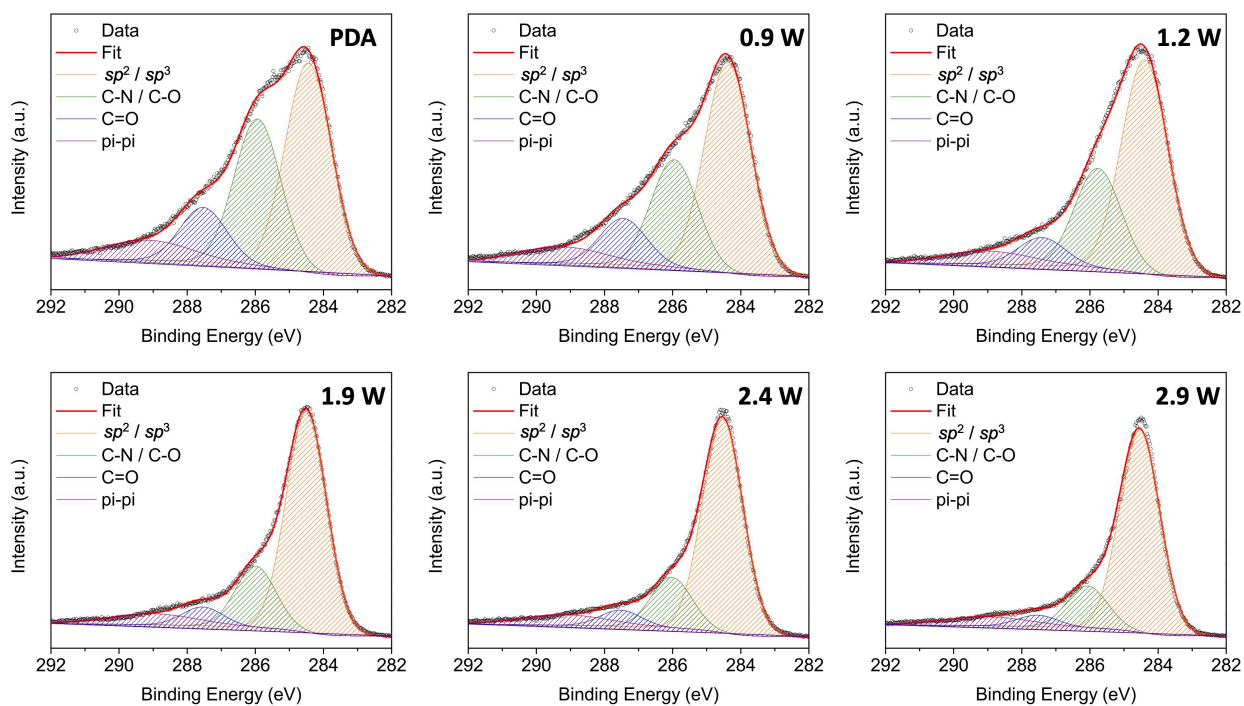 PDA
Data
Fit
sp² / sp³
C-N / C-O
C=O
pi-pi
Intensity (a.u.)
292 290 288 286 284 282
Binding Energy (eV)
0.9 W
Data
Fit
sp² / sp³
C-N / C-O
C=O
pi-pi
Intensity (a.u.)
292 290 288 286 284 282
Binding Energy (eV)
1.2 W
Data
Fit
sp² / sp³
C-N / C-O
C=O
pi-pi
Intensity (a.u.)
292 290 288 286 284 282
Binding Energy (eV)
1.9 W
Data
Fit
sp² / sp³
C-N / C-O
C=O
pi-pi
Intensity (a.u.)
292 290 288 286 284 282
Binding Energy (eV)
2.4 W
Data
Fit
sp² / sp³
C-N / C-O
C=O
pi-pi
Intensity (a.u.)
292 290 288 286 284 282
Binding Energy (eV)
2.9 W
Data
Fit
sp² / sp³
C-N / C-O
C=O
pi-pi
Intensity (a.u.)
292 290 288 286 284 282
Binding Energy (eV)